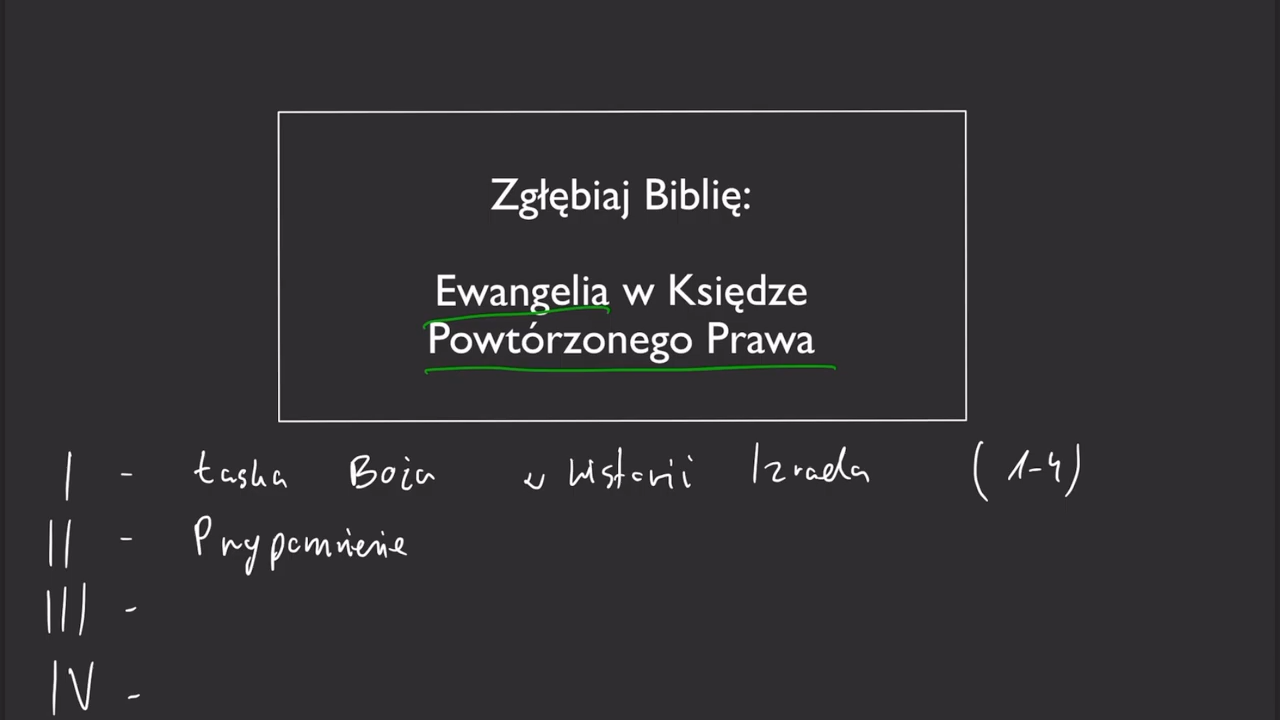 Zgłębiaj Biblię:
Ewangelia w Księdze
Powtórzonego Prawa
I - Łaska Boża w historii Izraela (1-4)
II - Przypomnienie
III -
IV -